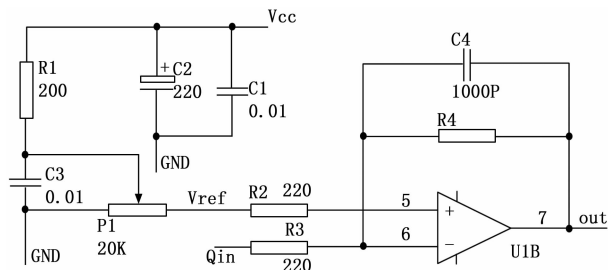 Vcc
C4
R1
200
+
C2
220
C1
0.01
1000P
R4
GND
C3
0.01
Vref
R2
220
5
+
7
out
P1
20K
R3
6
-
GND
Qin
220
U1B